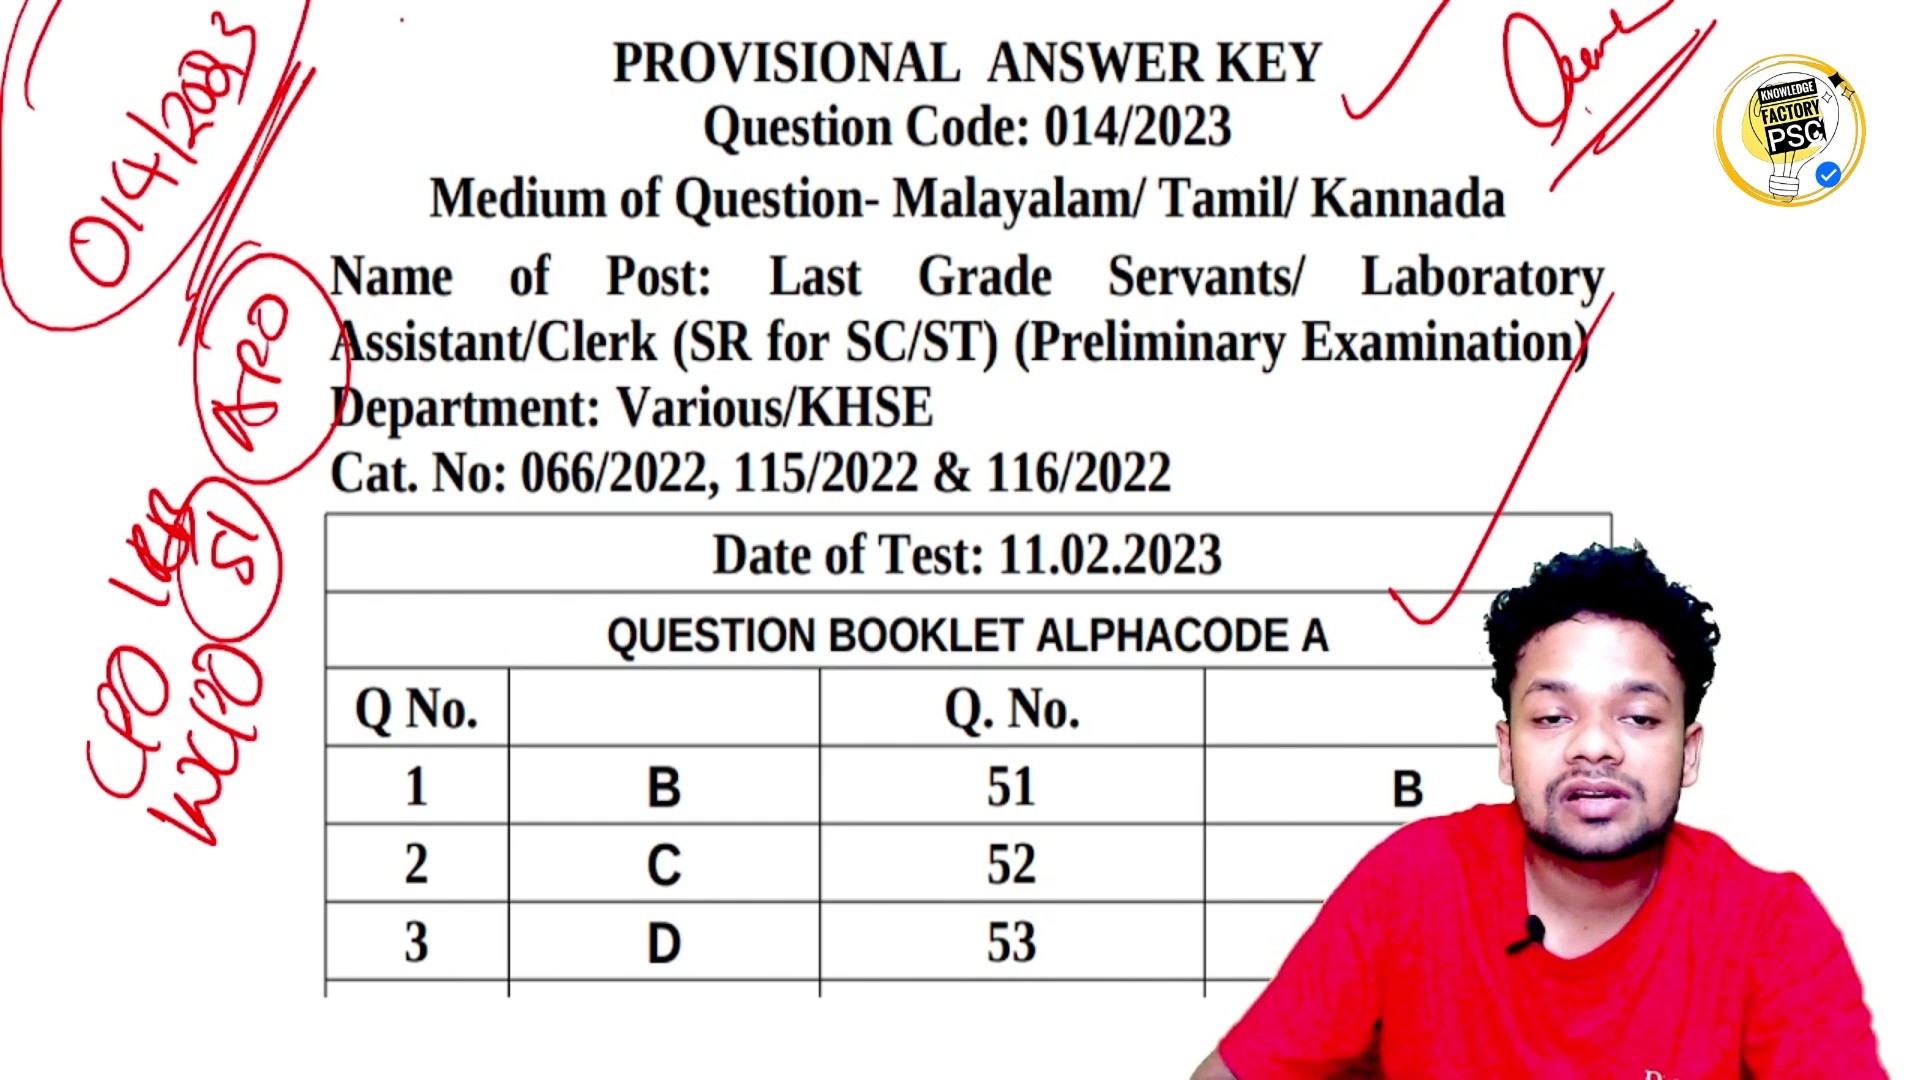 PROVISIONAL ANSWER KEY
Question Code: 014/2023
Medium of Question- Malayalam/ Tamil/ Kannada
Name of Post: Last Grade Servants/ Laboratory
Assistant/Clerk (SR for SC/ST) (Preliminary Examination)
Department: Various/KHSE
Cat. No: 066/2022, 115/2022 & 116/2022
Date of Test: 11.02.2023
QUESTION BOOKLET ALPHACODE A
Q No. Q. No.
1 B 51 B
2 C 52
3 D 53
014/2023
SI
CPO
WCPO
KNOWLEDGE
FACTORY
PSC